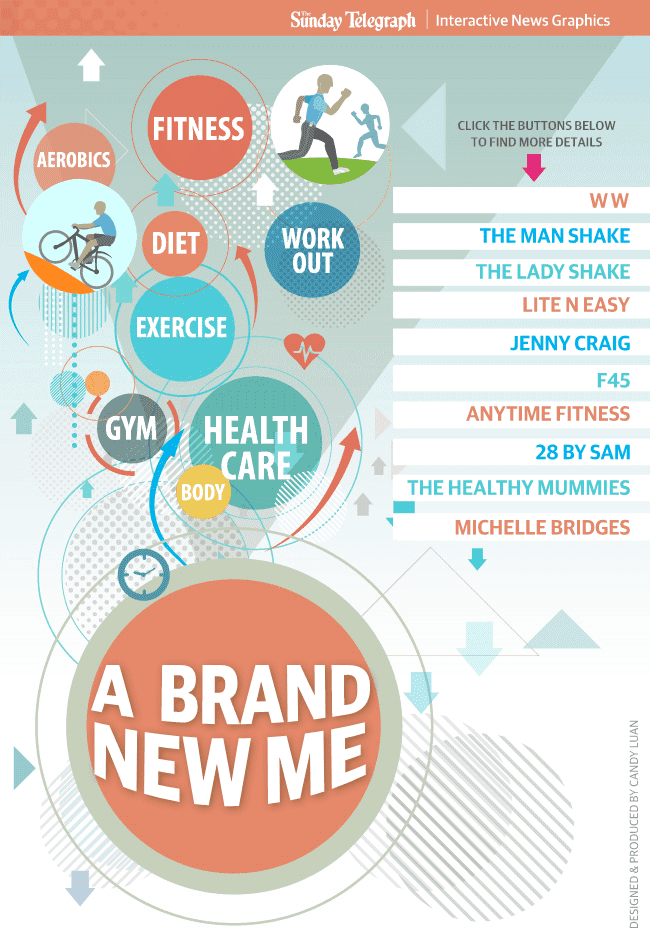 The Sunday Telegraph
Interactive News Graphics
FITNESS
AEROBICS
CLICK THE BUTTONS BELOW
TO FIND MORE DETAILS
WW
THE MAN SHAKE
THE LADY SHAKE
LITE N EASY
JENNY CRAIG
F45
ANYTIME FITNESS
28 BY SAM
THE HEALTHY MUMMIES
MICHELLE BRIDGES
DIET
WORK
OUT
EXERCISE
GYM
HEALTH
CARE
BODY
A BRAND
NEW ME
DESIGNED & PRODUCED BY CANDY LUAN